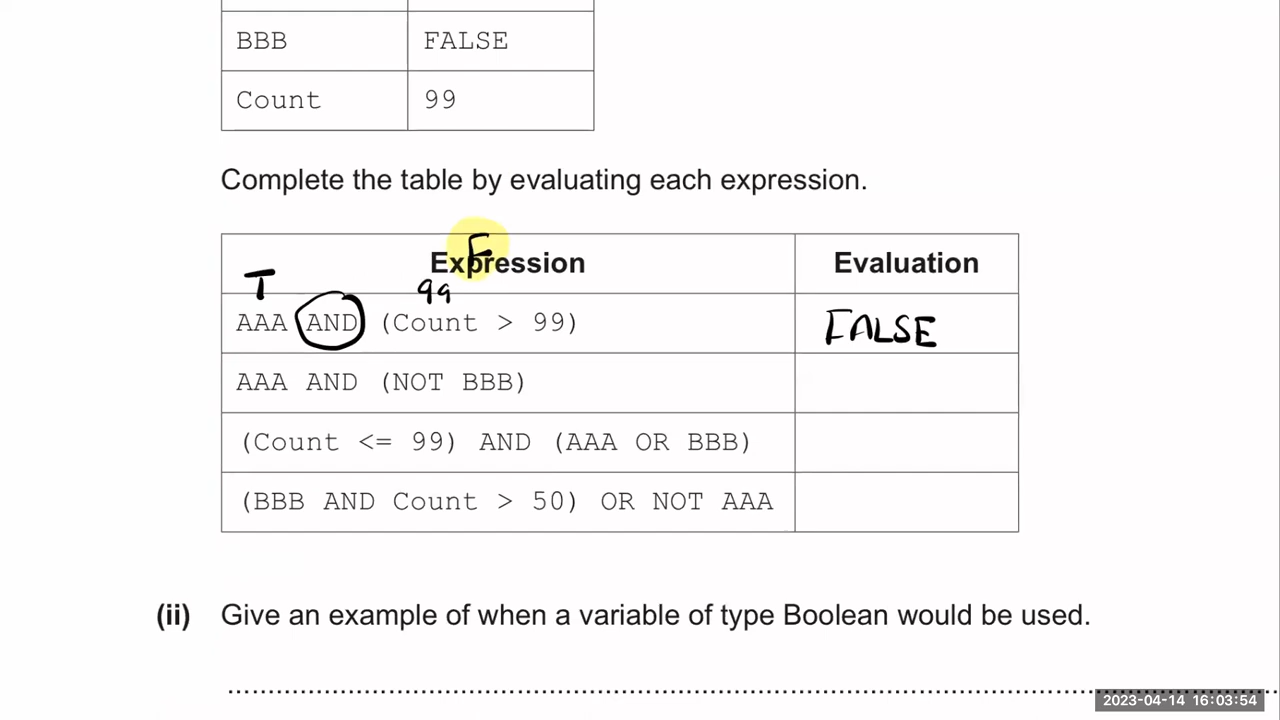 BBB FALSE
Count 99
Complete the table by evaluating each expression.
F
Expression Evaluation
T
99
AAA AND (Count > 99) FALSE
AAA AND (NOT BBB)
(Count <= 99) AND (AAA OR BBB)
(BBB AND Count > 50) OR NOT AAA
(ii) Give an example of when a variable of type Boolean would be used.
2023-04-14 16:03:54